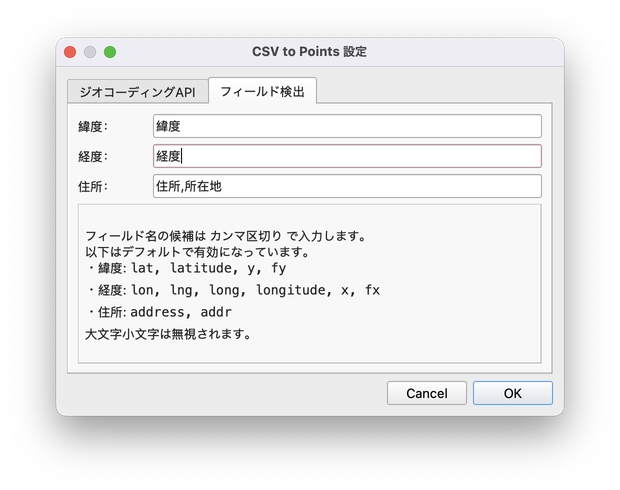 CSV to Points 設定
ジオコーディングAPI フィールド検出
緯度: 緯度
経度: 経度
住所: 住所,所在地
フィールド名の候補は カンマ区切り で入力します。
以下はデフォルトで有効になっています。
・緯度: lat, latitude, y, fy
・経度: lon, lng, long, longitude, x, fx
・住所: address, addr
大文字小文字は無視されます。
Cancel OK